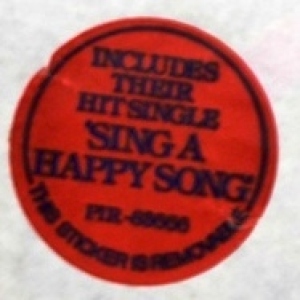 INCLUDES
THEIR
HIT SINGLE
'SING A
HAPPY SONG'
THIS STICKER IS REMOVABLE